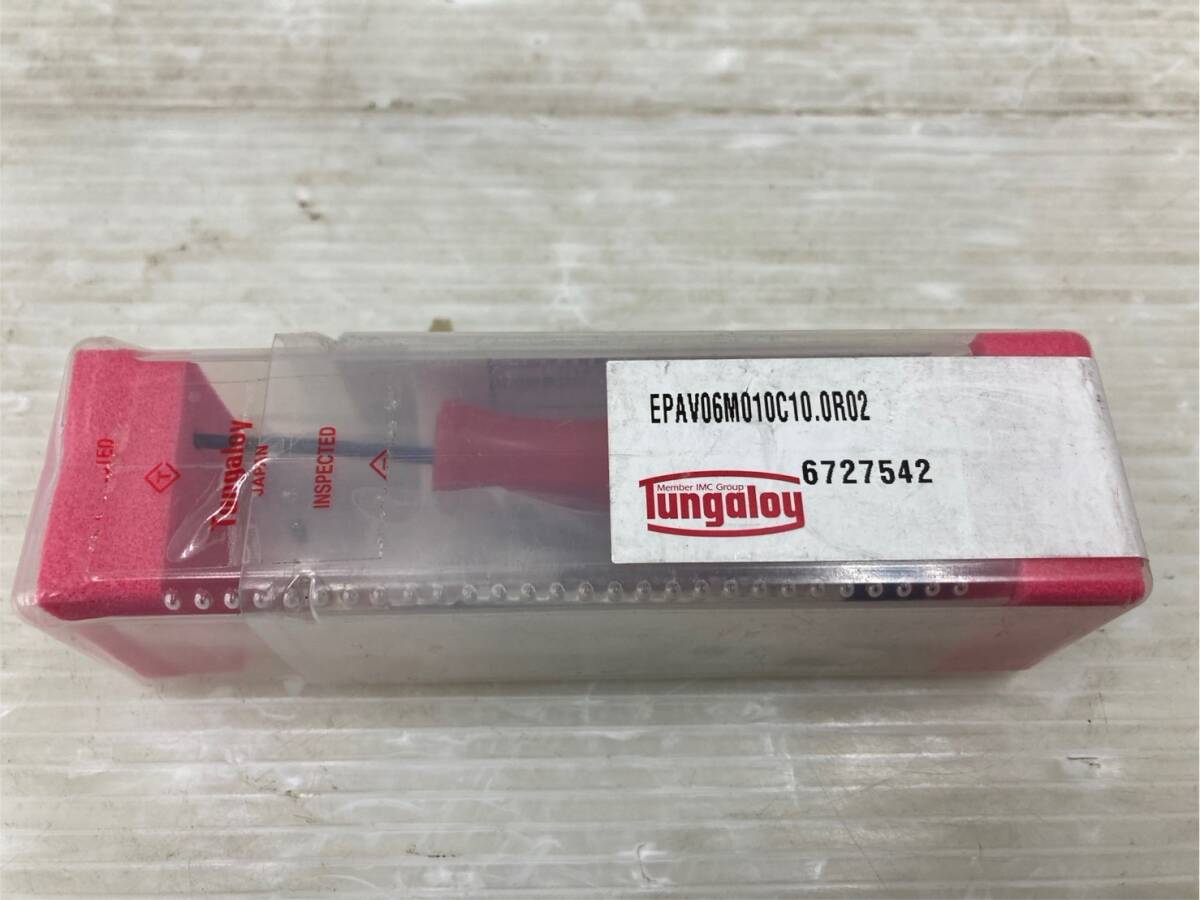 EPAV06M010C10.0R02
6727542
Member IMC Group
Tungaloy
Tungaloy
JAPAN
INSPECTED